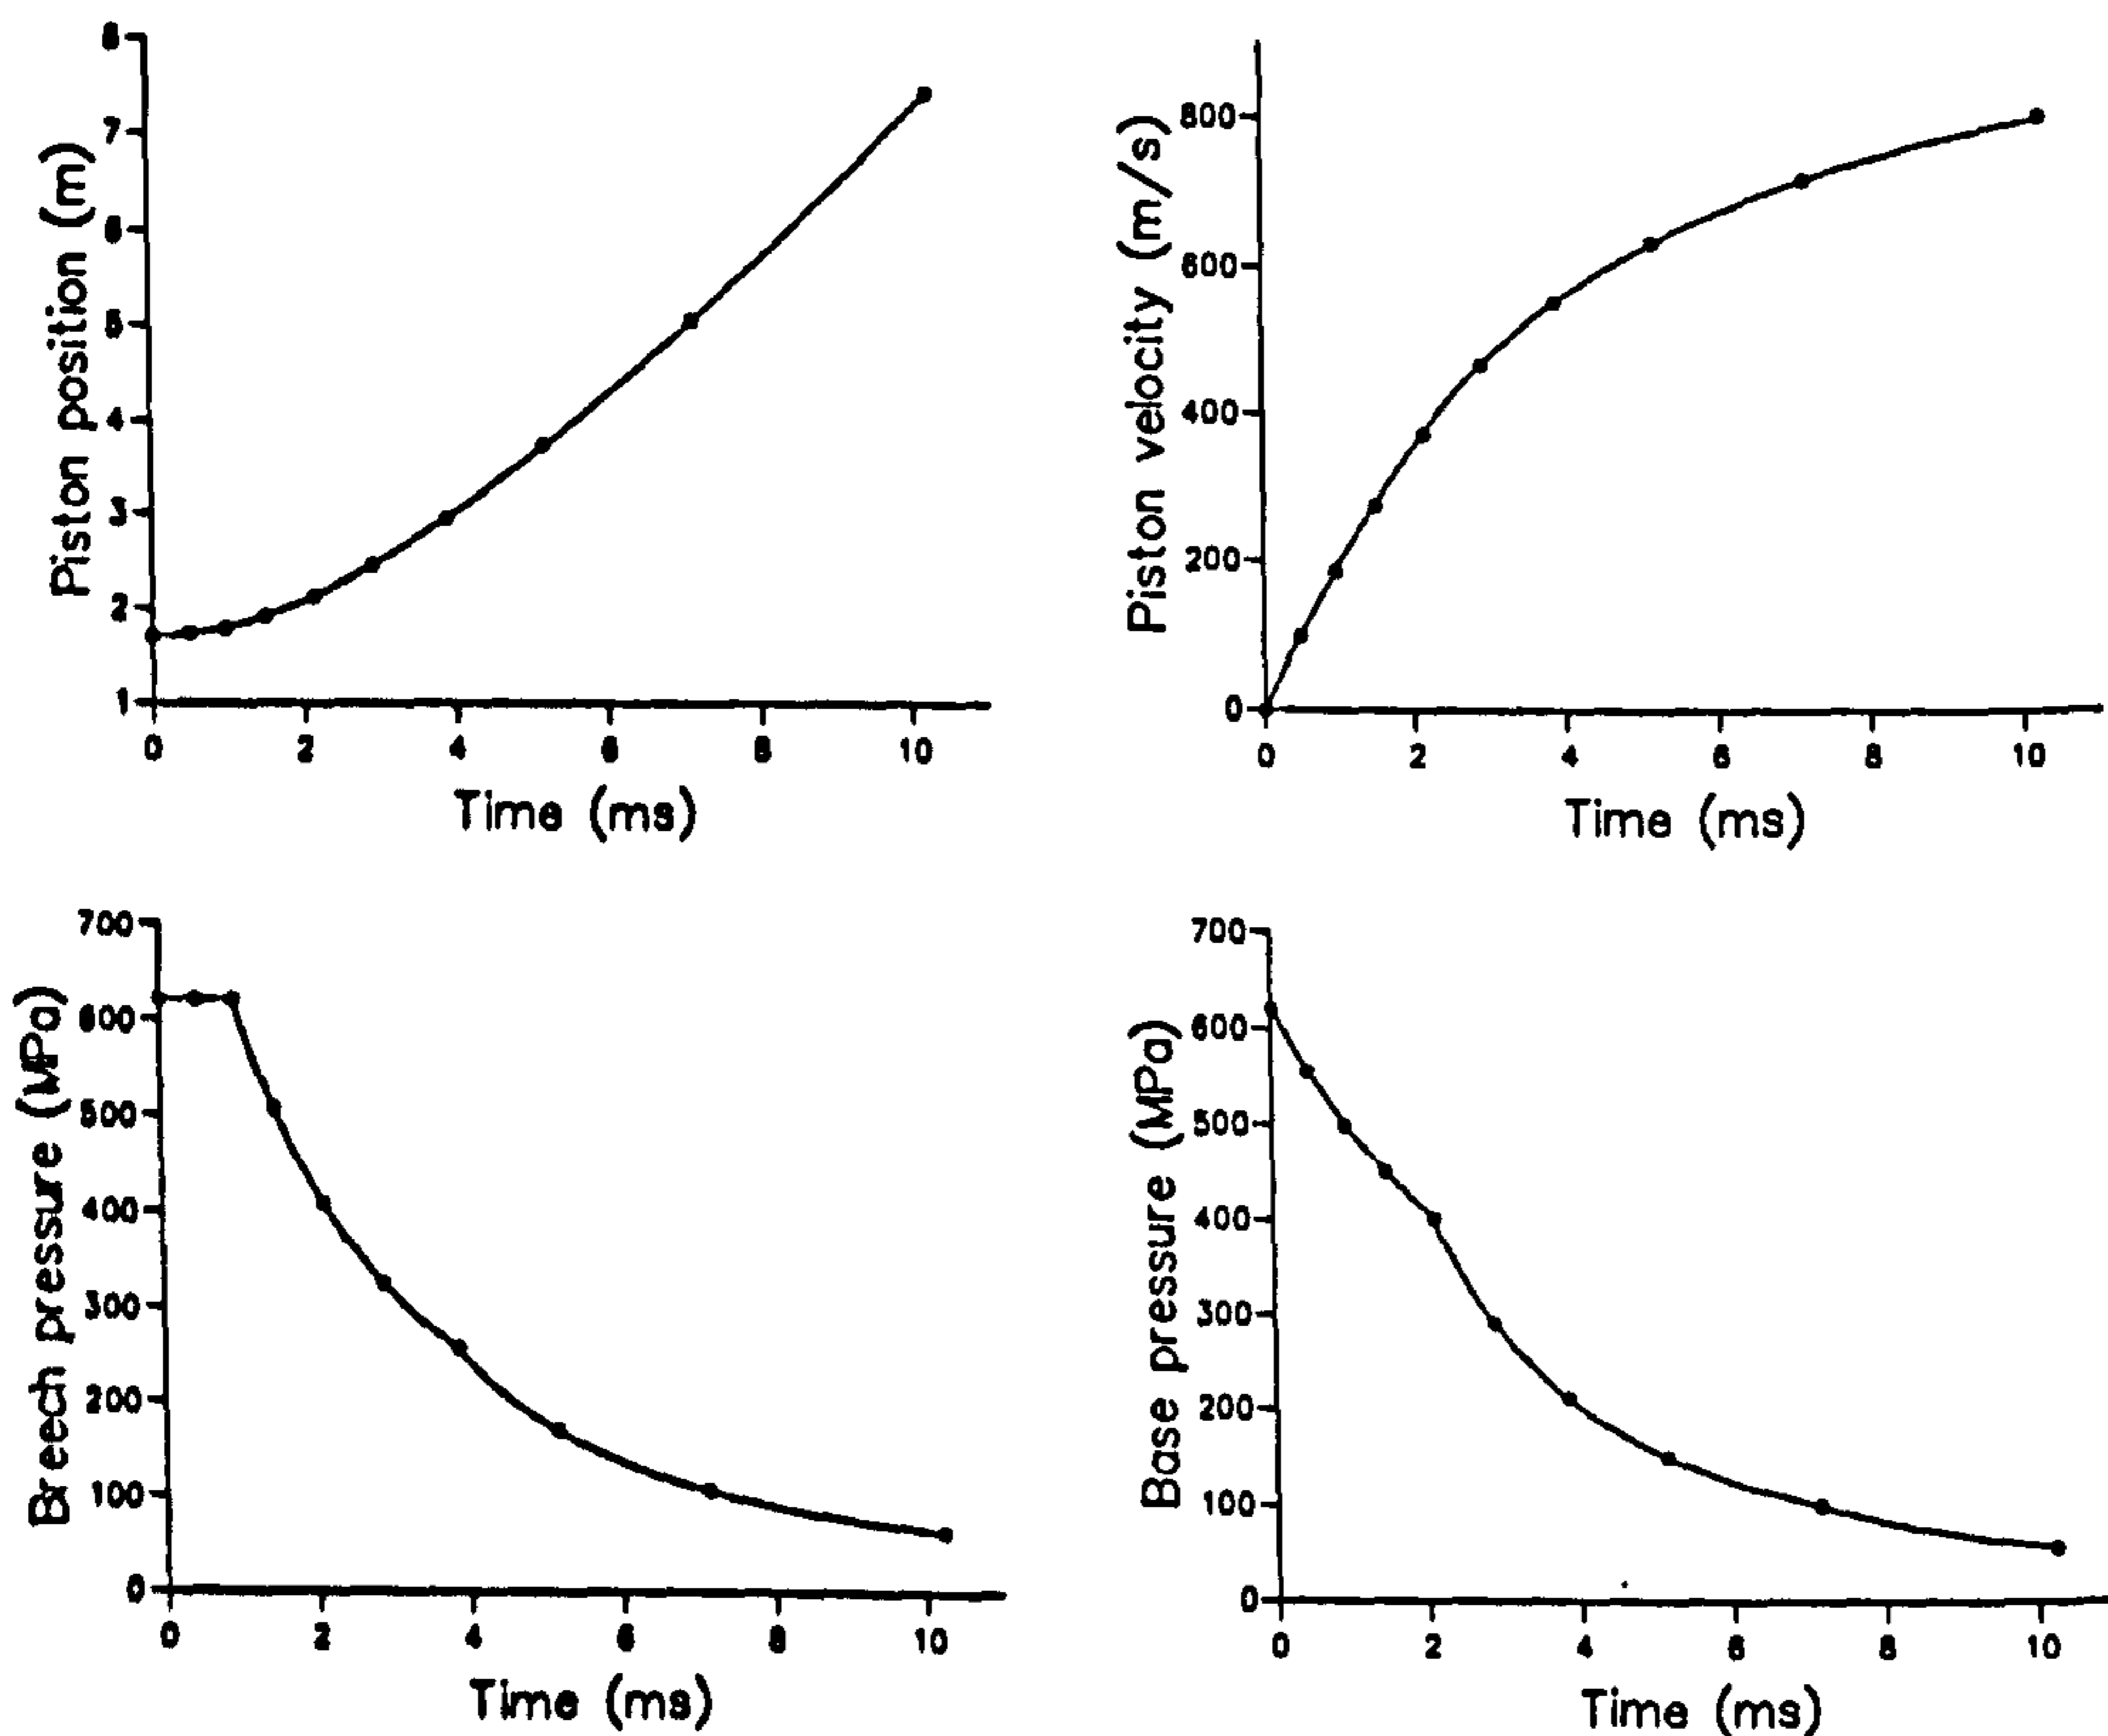 Piston position (m)
8
7
6
5
4
3
2
1
0 2 4 6 8 10
Time (ms)
Piston velocity (m/s)
800
600
400
200
0
0 2 4 6 8 10
Time (ms)
Breech pressure (MPa)
700
600
500
400
300
200
100
0
0 2 4 6 8 10
Time (ms)
Base pressure (MPa)
700
600
500
400
300
200
100
0
0 2 4 6 8 10
Time (ms)